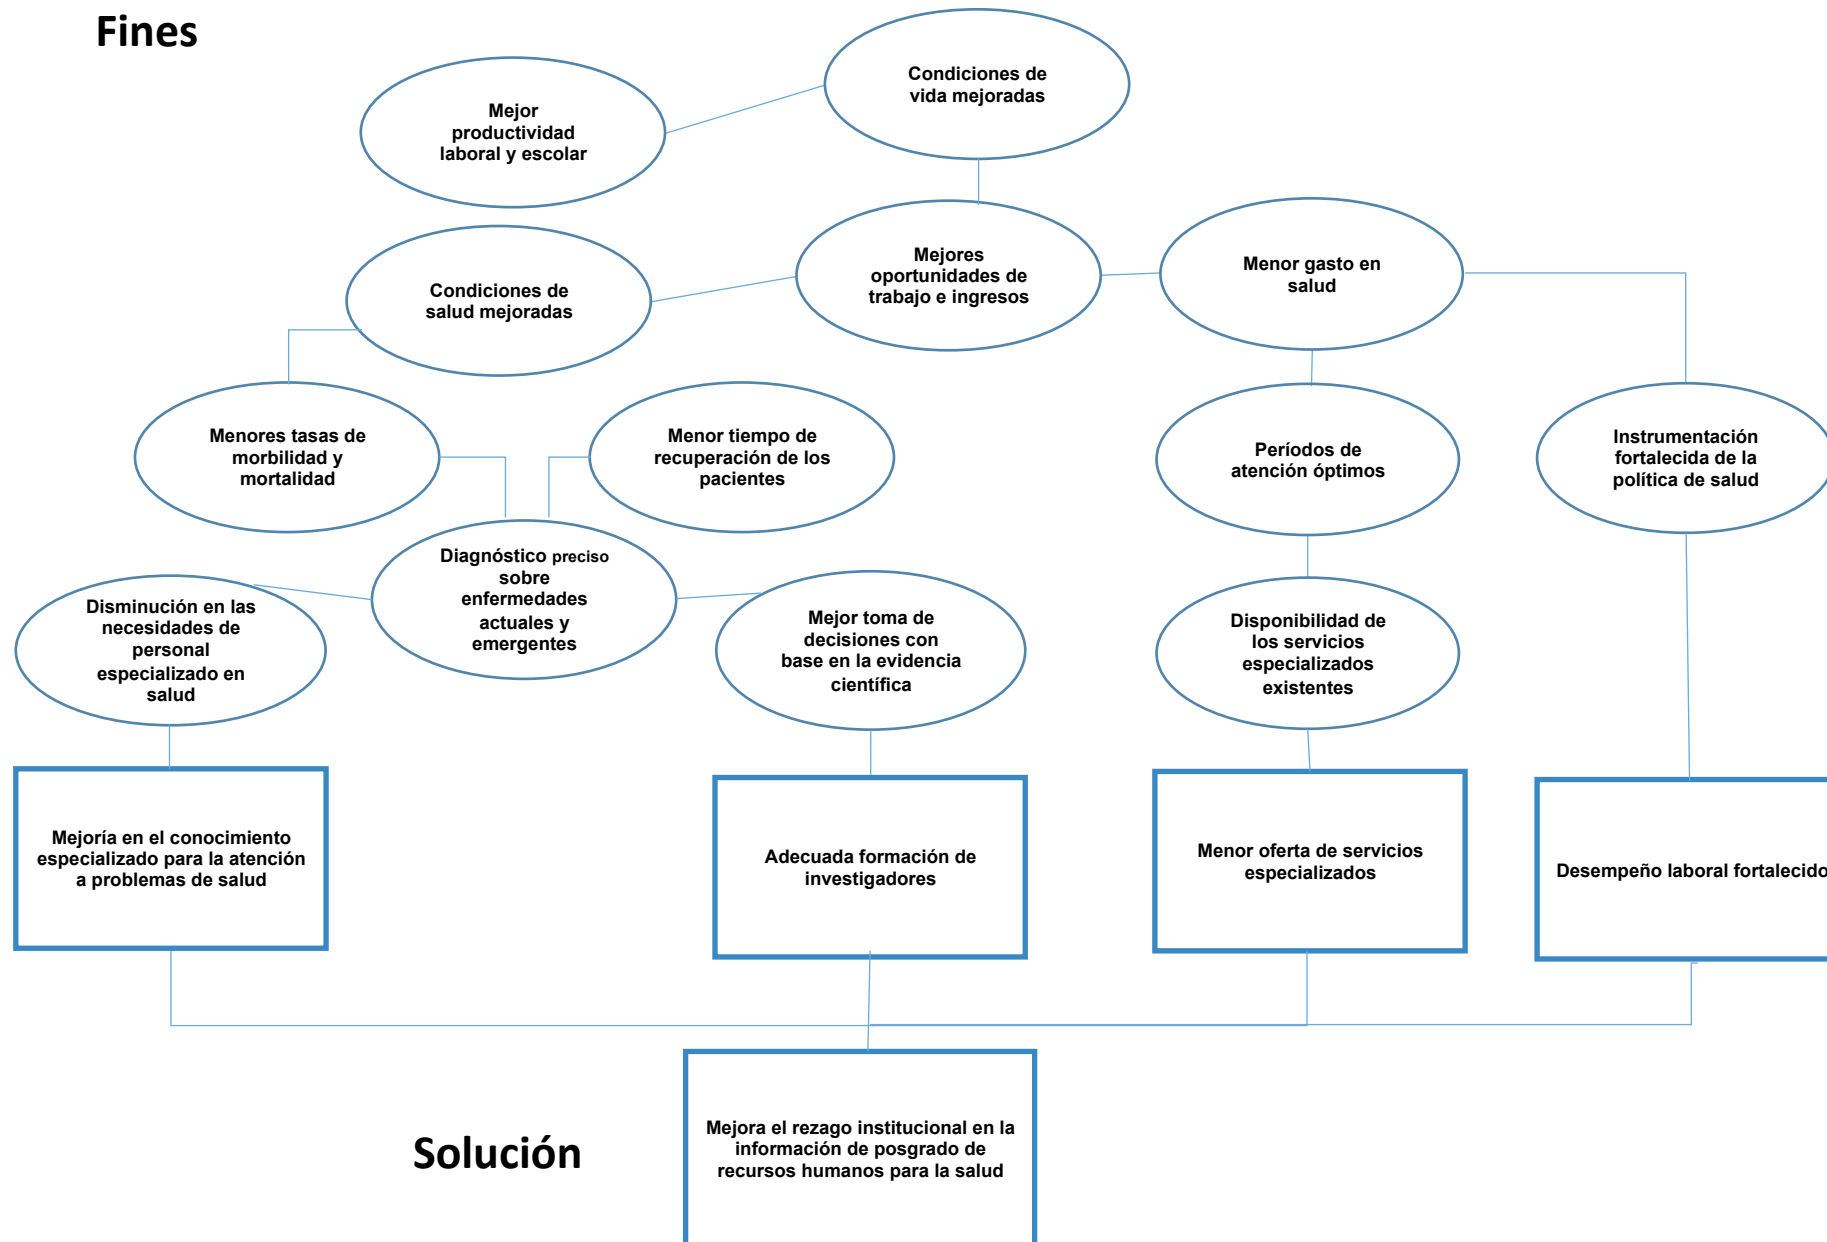 Fines
Condiciones de
vida mejoradas
Mejor
productividad
laboral y escolar
Mejores
oportunidades de
trabajo e ingresos
Menor gasto en
salud
Condiciones de
salud mejoradas
Menores tasas de
morbilidad y
mortalidad
Menor tiempo de
recuperación de los
pacientes
Períodos de
atención óptimos
Instrumentación
fortalecida de la
política de salud
Diagnóstico preciso
sobre
enfermedades
actuales y
emergentes
Disminución en las
necesidades de
personal
especializado en
salud
Mejor toma de
decisiones con
base en la evidencia
científica
Disponibilidad de
los servicios
especializados
existentes
Mejoría en el conocimiento
especializado para la atención
a problemas de salud
Adecuada formación de
investigadores
Menor oferta de servicios
especializados
Desempeño laboral fortalecido
Solución
Mejora el rezago institucional en la
información de posgrado de
recursos humanos para la salud